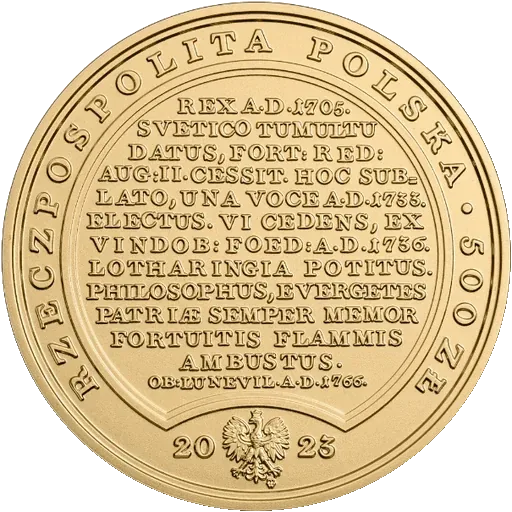 RZECZPOSPOLITA POLSKA · 500 ZŁ
REX A.D. 1705.
SVETICO TUMULTU
DATUS, FORT: RED:
AUG:II. CESSIT. HOC SUB=
LATO, UNA VOCE A.D. 1733.
ELECTUS. VI CEDENS, EX
VINDOB: FOED: A.D. 1736.
LOTHARINGIA POTITUS.
PHILOSOPHUS, EVERGETES
PATRIÆ SEMPER MEMOR
FORTUITIS FLAMMIS
AMBUSTUS.
OB: LUNEVIL. A.D. 1766.
20 23